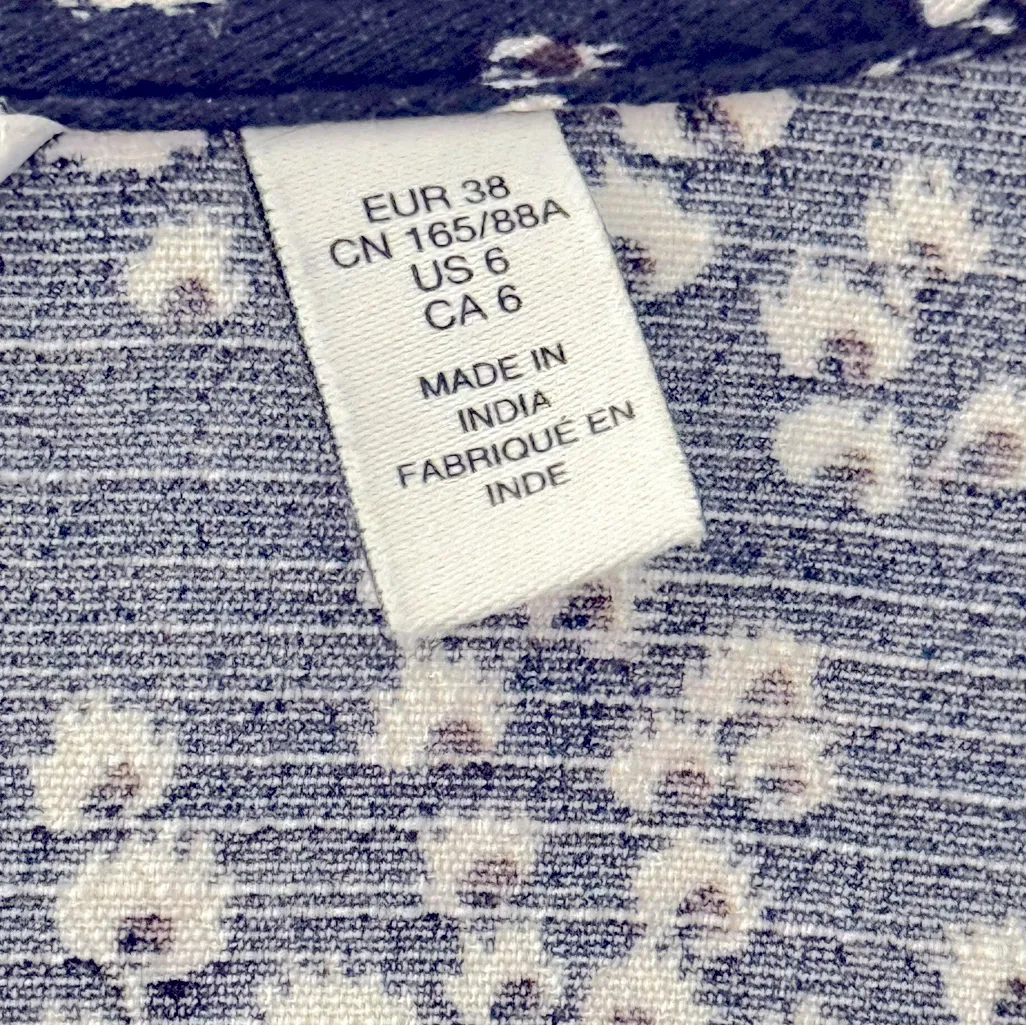 EUR 38
CN 165/88A
US 6
CA 6
MADE IN
INDIA
FABRIQUÉ EN
INDE